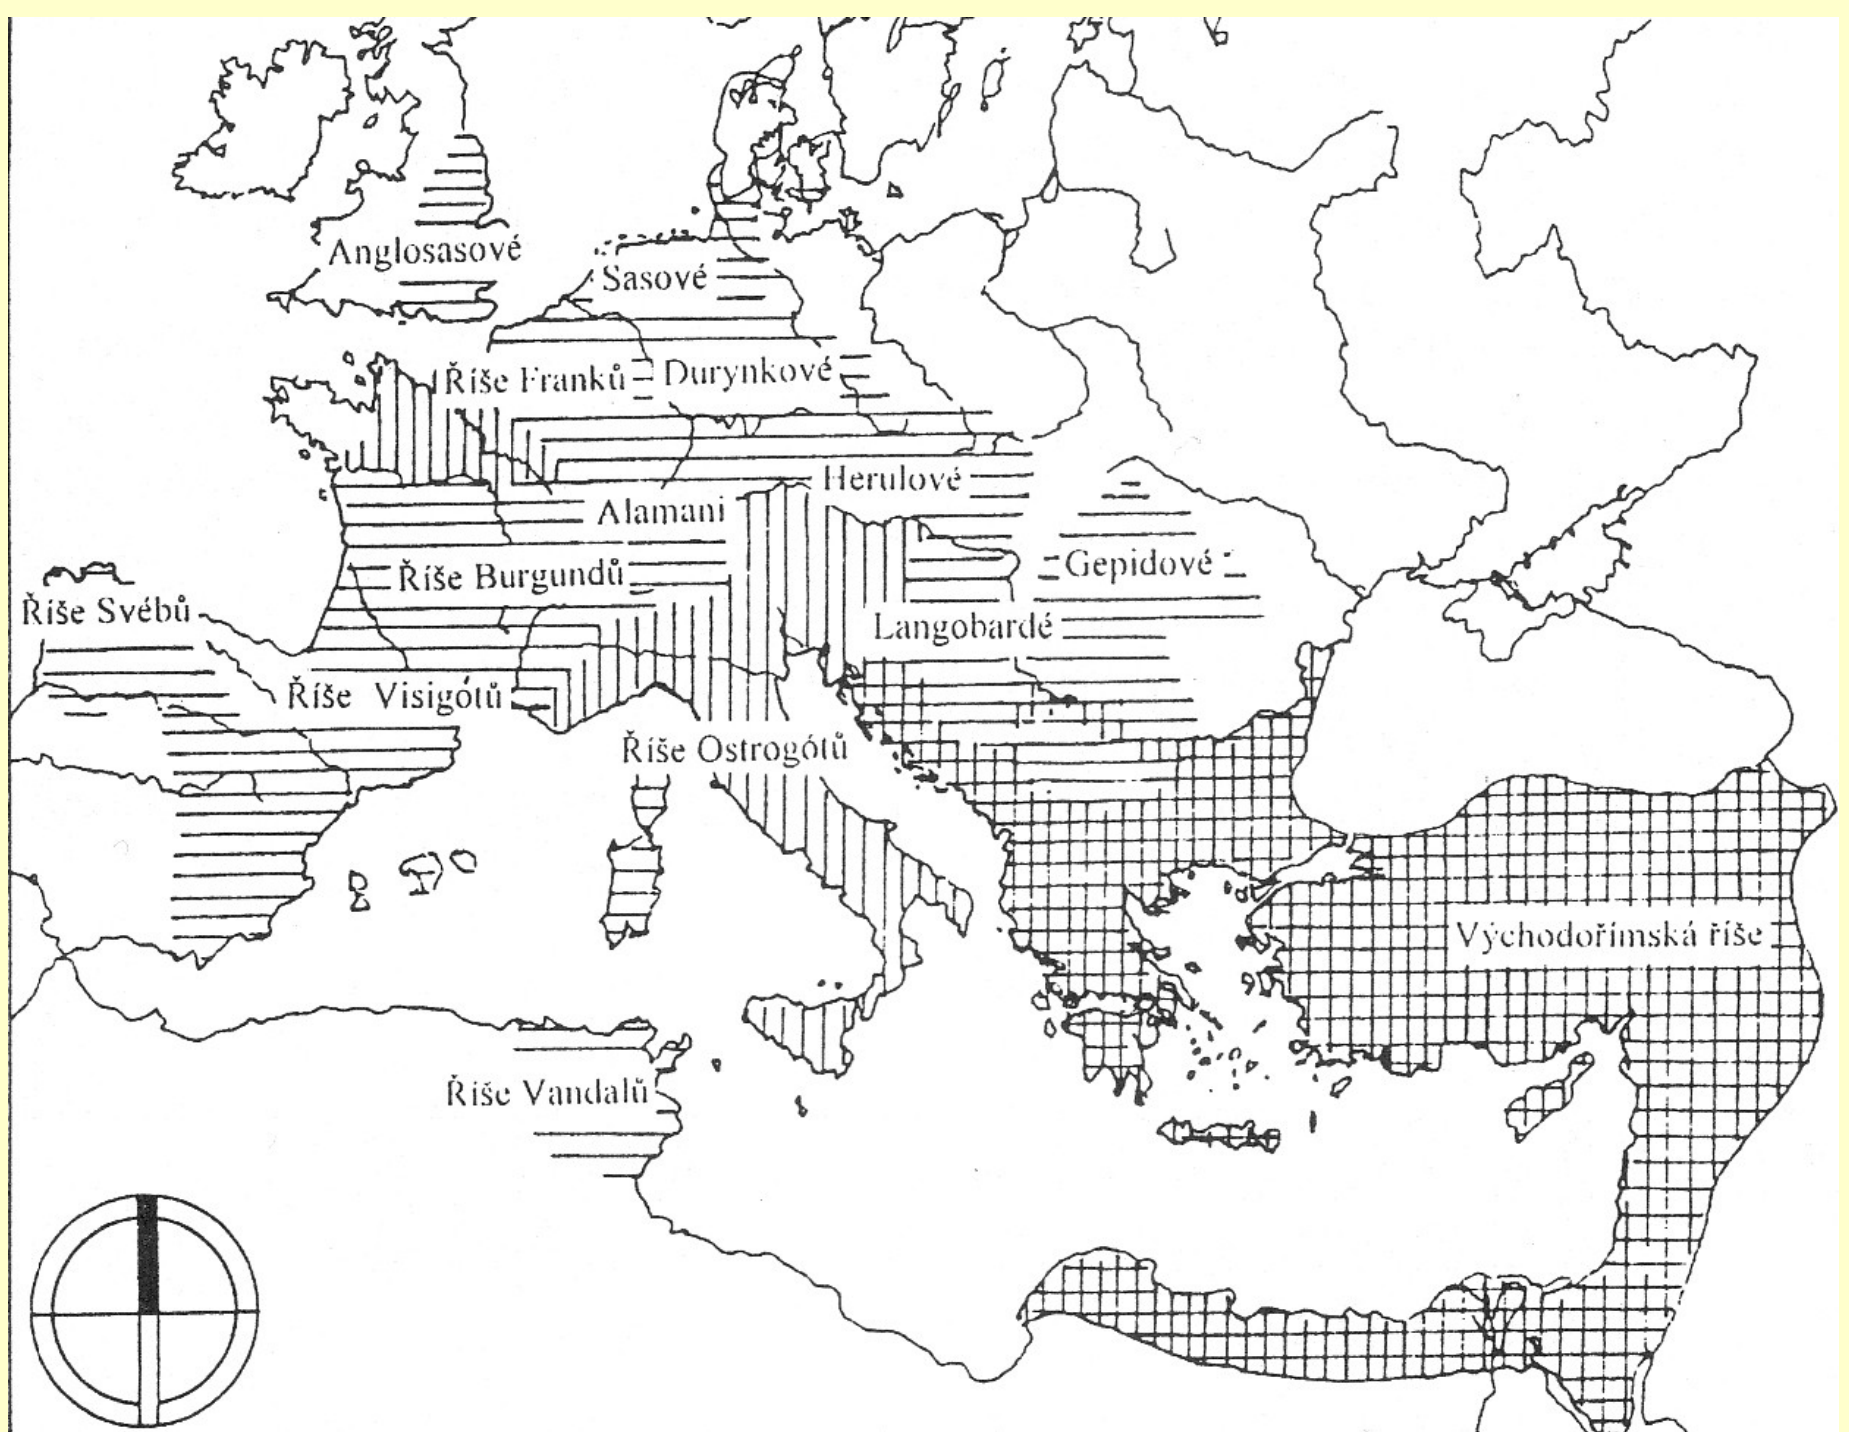 Anglosasové
Sasové
Říše Franků
Durynkové
Herulové
Alamani
Říše Burgundů
Gepidové
Říše Svébů
Langobardé
Říše Visigótů
Říše Ostrogótů
Východořímská říše
Říše Vandalů